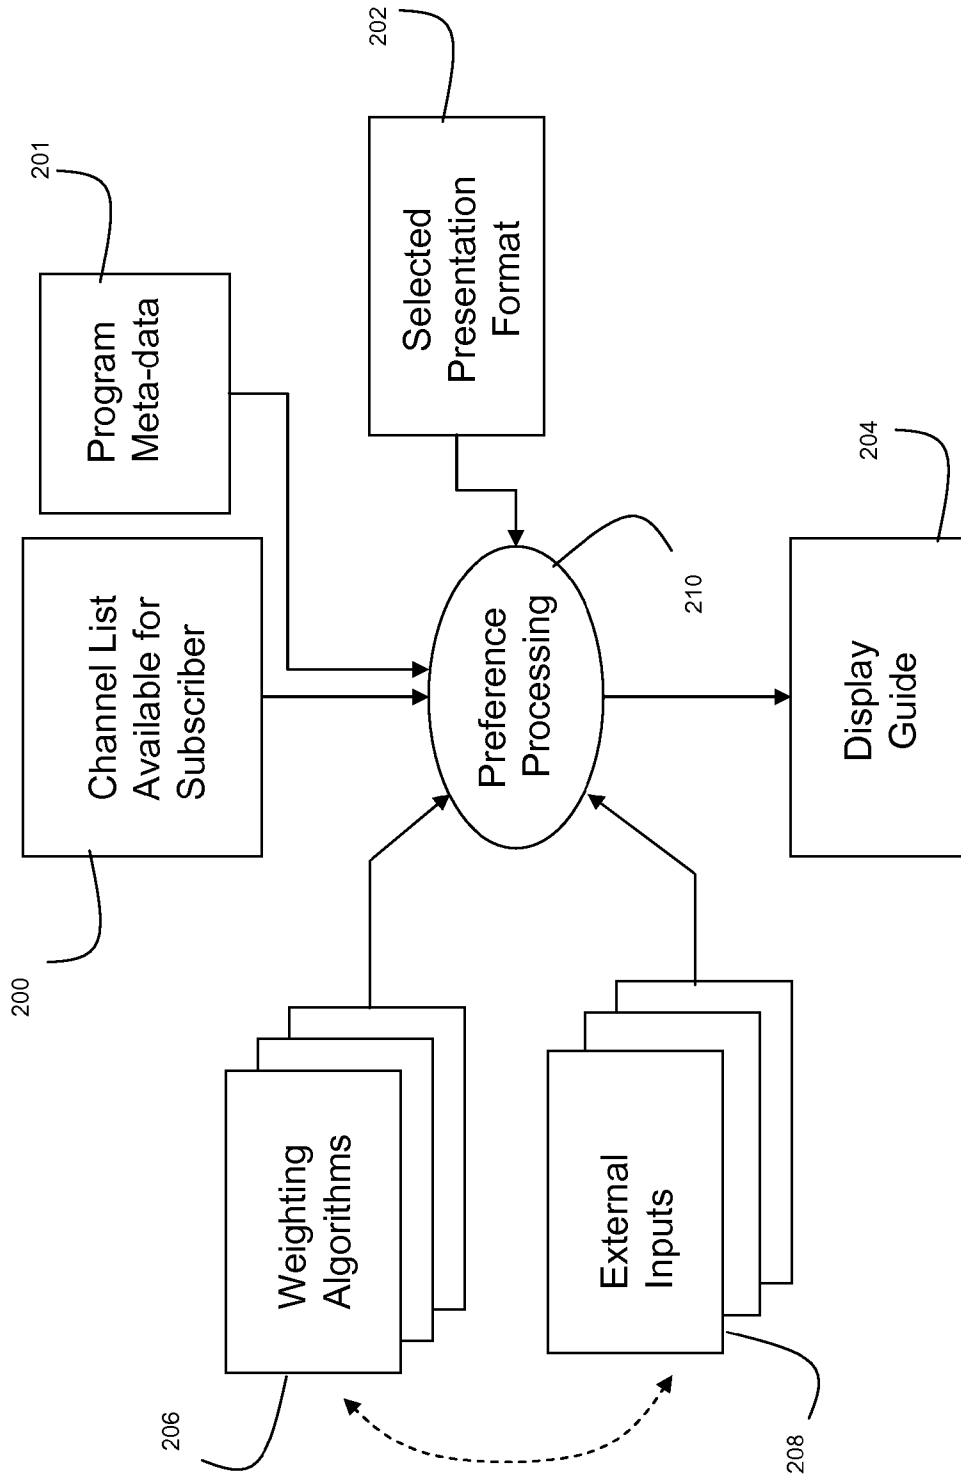 200
Channel List
Available for
Subscriber
Program
Meta-data
201
206
Weighting
Algorithms
Preference
Processing
Selected
Presentation
Format
202
External
Inputs
208
210
Display
Guide
204